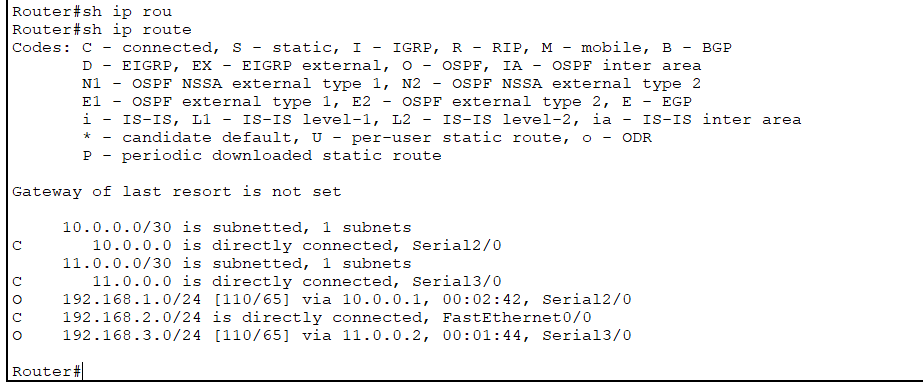 Router#sh ip rou
Router#sh ip route
Codes: C - connected, S - static, I - IGRP, R - RIP, M - mobile, B - BGP
       D - EIGRP, EX - EIGRP external, O - OSPF, IA - OSPF inter area
       N1 - OSPF NSSA external type 1, N2 - OSPF NSSA external type 2
       E1 - OSPF external type 1, E2 - OSPF external type 2, E - EGP
       i - IS-IS, L1 - IS-IS level-1, L2 - IS-IS level-2, ia - IS-IS inter area
       * - candidate default, U - per-user static route, o - ODR
       P - periodic downloaded static route
Gateway of last resort is not set
     10.0.0.0/30 is subnetted, 1 subnets
C       10.0.0.0 is directly connected, Serial2/0
     11.0.0.0/30 is subnetted, 1 subnets
C       11.0.0.0 is directly connected, Serial3/0
O    192.168.1.0/24 [110/65] via 10.0.0.1, 00:02:42, Serial2/0
C    192.168.2.0/24 is directly connected, FastEthernet0/0
O    192.168.3.0/24 [110/65] via 11.0.0.2, 00:01:44, Serial3/0
Router#